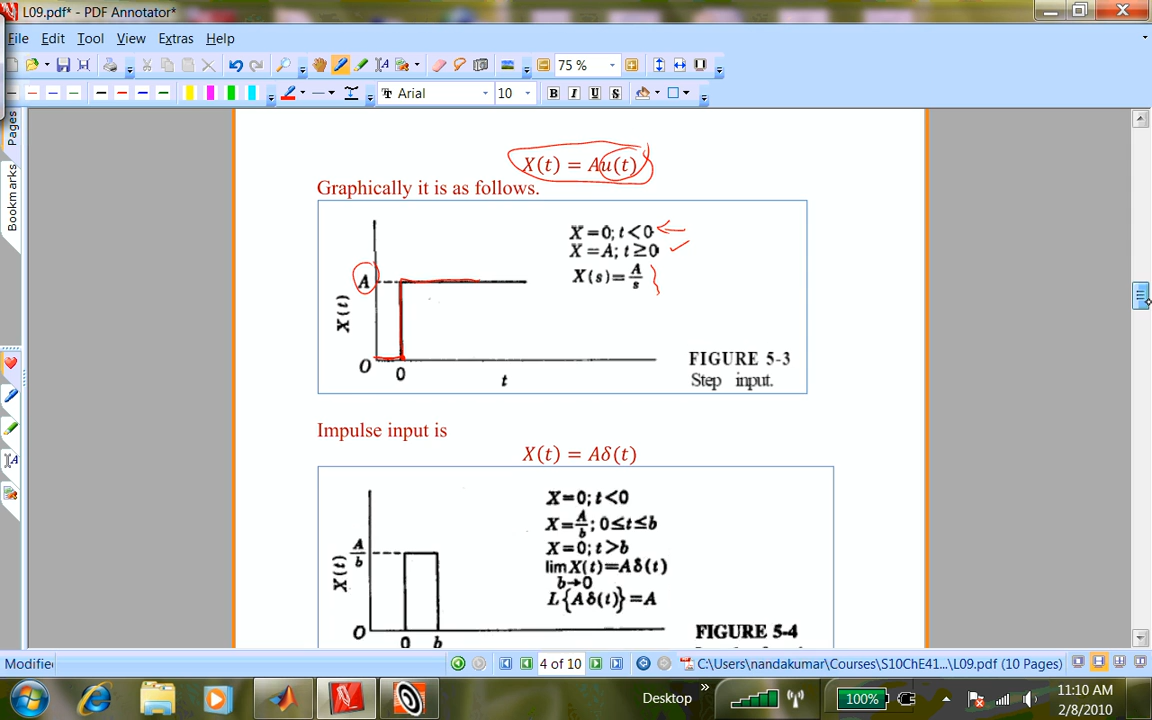 L09.pdf* - PDF Annotator*
File Edit Tool View Extras Help
75 %
Arial 10 B I U S
Pages
Bookmarks
X(t) = Au(t)
Graphically it is as follows.
X=0; t<0
X=A; t≥0
X(s)=A/s
A
X(t)
O
0
t
FIGURE 5-3
Step input.
Impulse input is
X(t) = Aδ(t)
X=0; t<0
X=A/b; 0≤t≤b
X=0; t>b
lim X(t)=Aδ(t)
b→0
L{Aδ(t)}=A
A/b
X(t)
O
0 b
FIGURE 5-4
Modifie
4 of 10
C:\Users\nandakumar\Courses\S10ChE41...\L09.pdf (10 Pages)
Desktop
»
100%
11:10 AM
2/8/2010